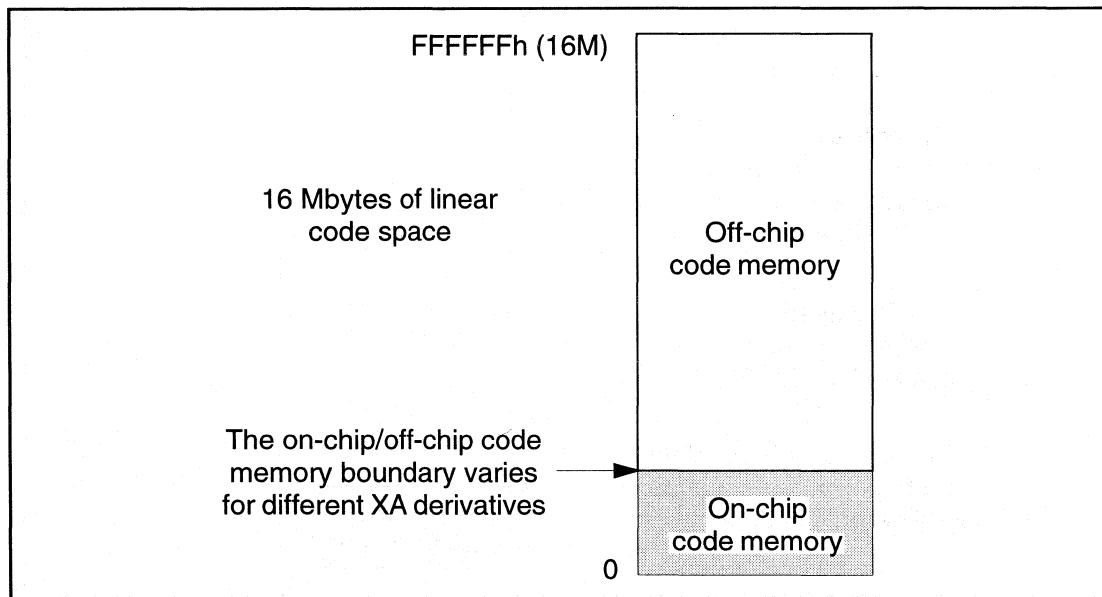 FFFFFFh (16M)
16 Mbytes of linear
code space
Off-chip
code memory
The on-chip/off-chip code
memory boundary varies
for different XA derivatives
On-chip
code memory
0